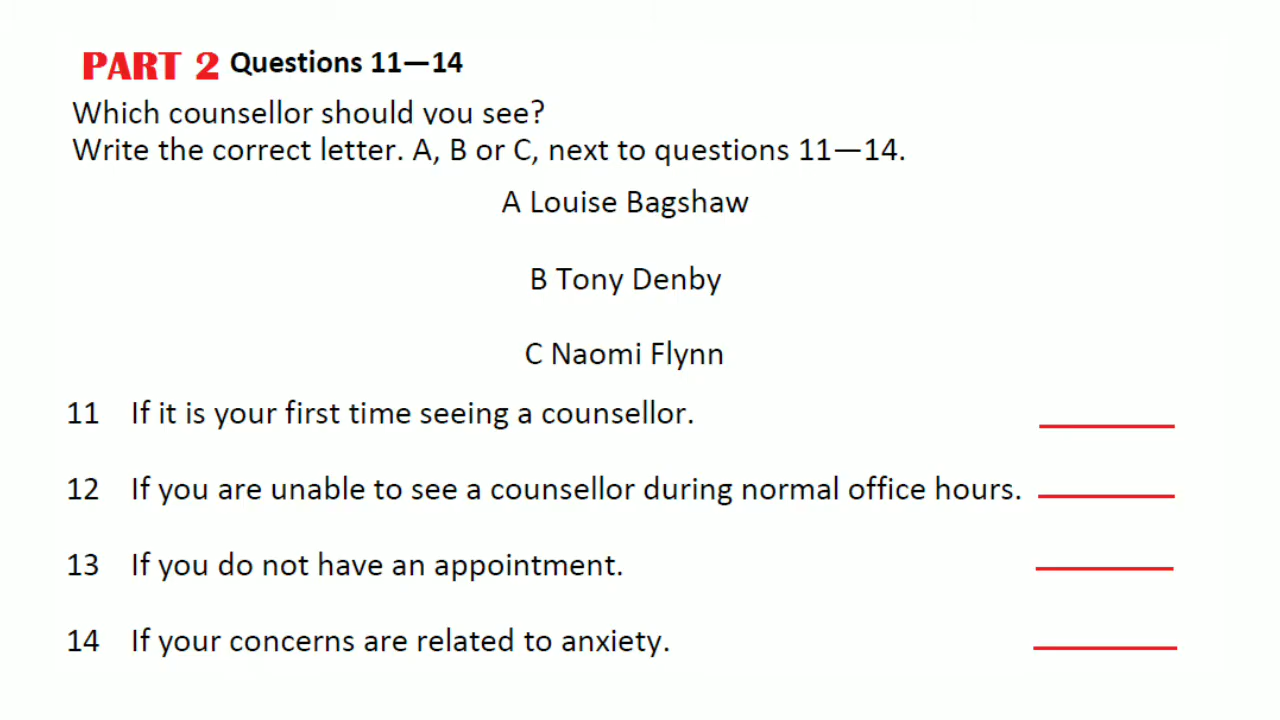 PART 2 Questions 11—14
Which counsellor should you see?
Write the correct letter. A, B or C, next to questions 11—14.
A Louise Bagshaw
B Tony Denby
C Naomi Flynn
11 If it is your first time seeing a counsellor.
12 If you are unable to see a counsellor during normal office hours.
13 If you do not have an appointment.
14 If your concerns are related to anxiety.